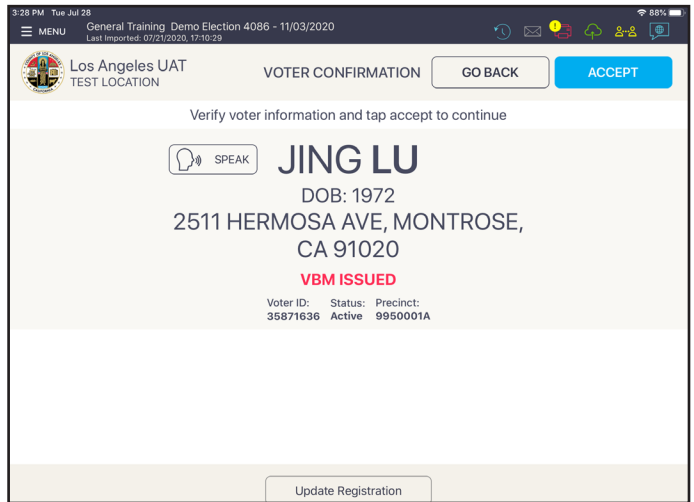 3:28 PM Tue Jul 28
88%
MENU
General Training Demo Election 4086 - 11/03/2020
Last Imported: 07/21/2020, 17:10:29
Los Angeles UAT
TEST LOCATION
VOTER CONFIRMATION
GO BACK
ACCEPT
Verify voter information and tap accept to continue
SPEAK
JING LU
DOB: 1972
2511 HERMOSA AVE, MONTROSE,
CA 91020
VBM ISSUED
Voter ID: Status: Precinct:
35871636 Active 9950001A
Update Registration